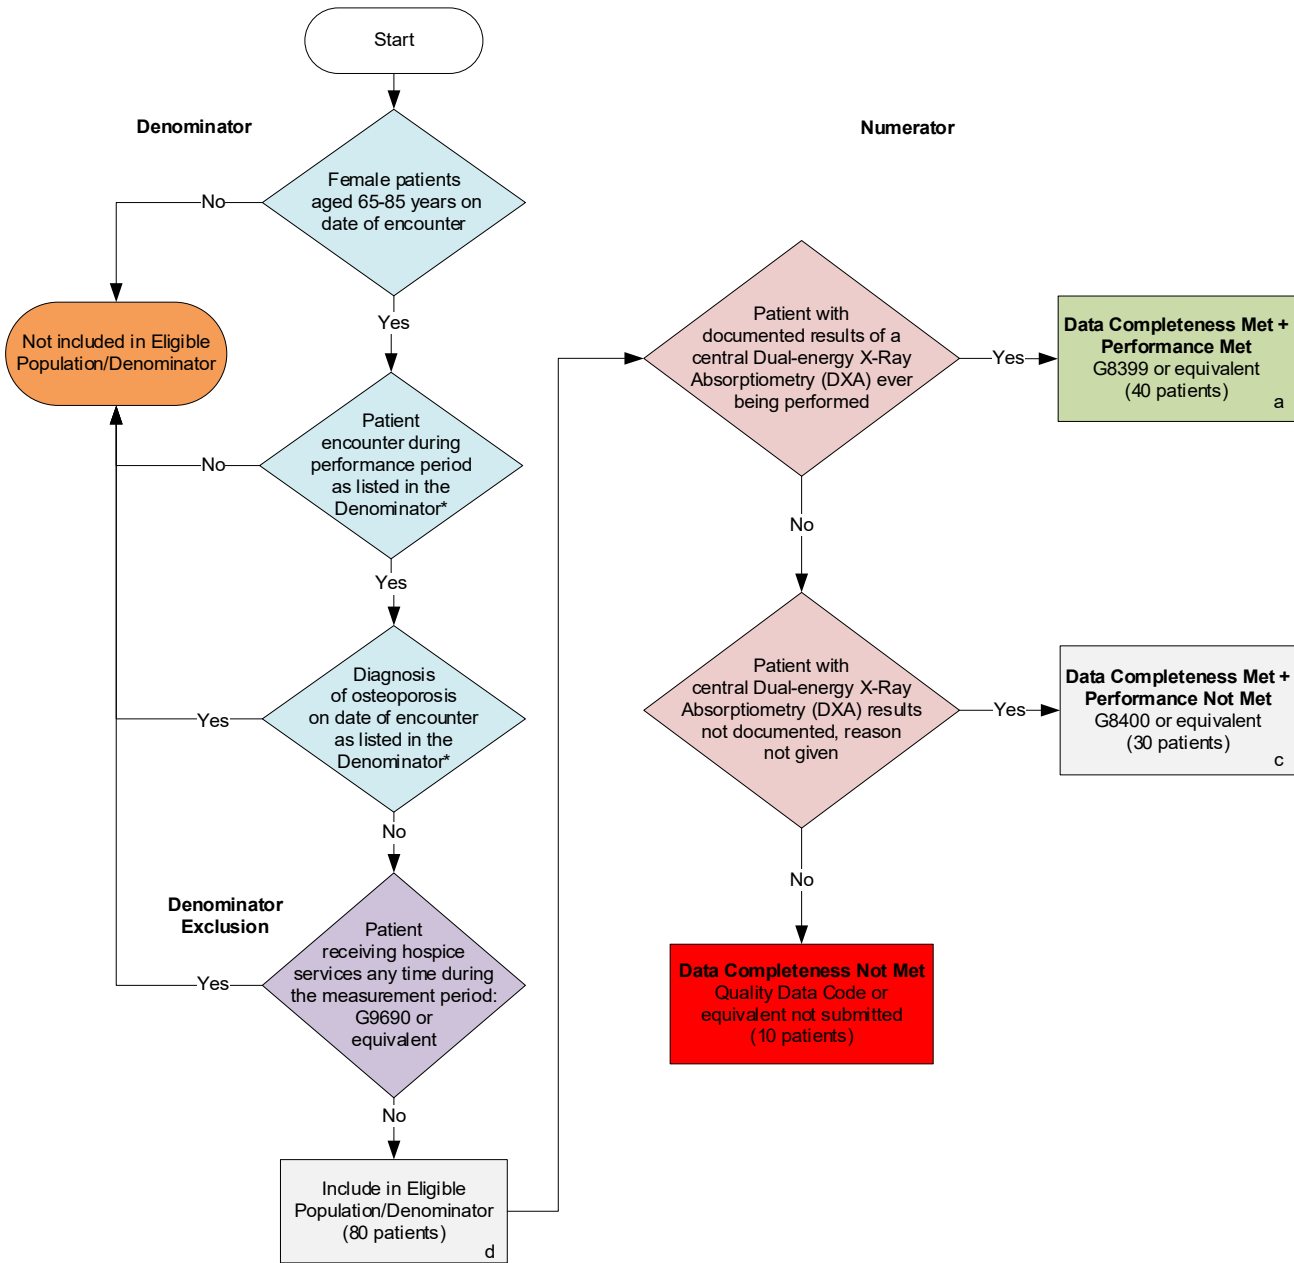 Start
Denominator
Female patients
aged 65-85 years on
date of encounter
No
Yes
Not included in Eligible
Population/Denominator
Patient
encounter during
performance period
as listed in the
Denominator*
No
Yes
Diagnosis
of osteoporosis
on date of encounter
as listed in the
Denominator*
Yes
No
Denominator
Exclusion
Patient
receiving hospice
services any time during
the measurement period:
G9690 or
equivalent
Yes
No
Include in Eligible
Population/Denominator
(80 patients)
d
Numerator
Patient with
documented results of a
central Dual-energy X-Ray
Absorptiometry (DXA) ever
being performed
Yes
Data Completeness Met +
Performance Met
G8399 or equivalent
(40 patients)
a
No
Patient with
central Dual-energy X-Ray
Absorptiometry (DXA) results
not documented, reason
not given
Yes
Data Completeness Met +
Performance Not Met
G8400 or equivalent
(30 patients)
c
No
Data Completeness Not Met
Quality Data Code or
equivalent not submitted
(10 patients)